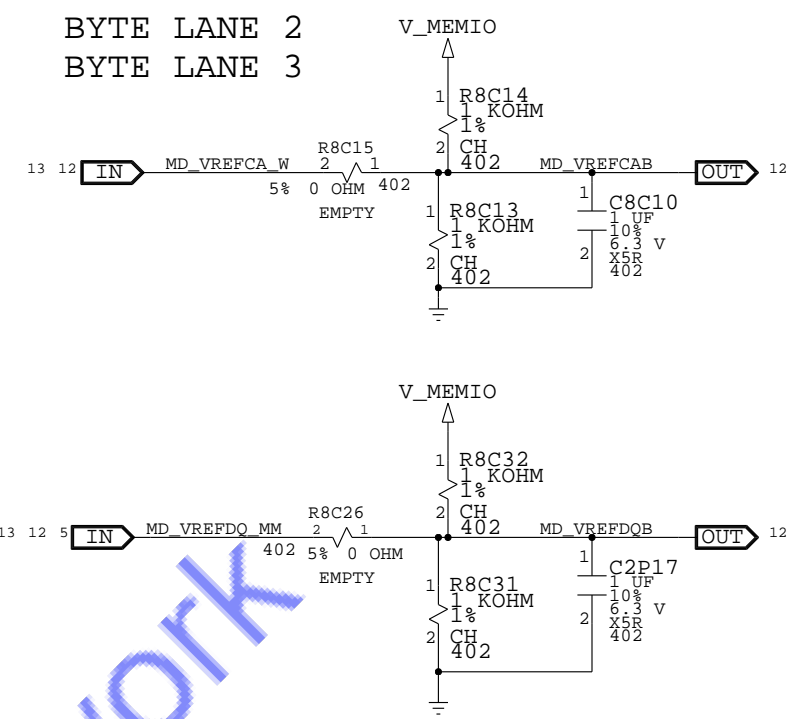 BYTE LANE 2
BYTE LANE 3
V_MEMIO
1
R8C14
1 KOHM
1%
2
CH
402
13 12
IN
MD_VREFCA_W
R8C15
2 1
5% 0 OHM 402
EMPTY
MD_VREFCAB
OUT
12
1
R8C13
1 KOHM
1%
2
CH
402
1
C8C10
1 UF
10%
6.3 V
2
X5R
402
V_MEMIO
1
R8C32
1 KOHM
1%
2
CH
402
13 12 5
IN
MD_VREFDQ_MM
R8C26
2 1
402 5% 0 OHM
EMPTY
MD_VREFDQB
OUT
12
1
R8C31
1 KOHM
1%
2
CH
402
1
C2P17
1 UF
10%
6.3 V
2
X5R
402
work